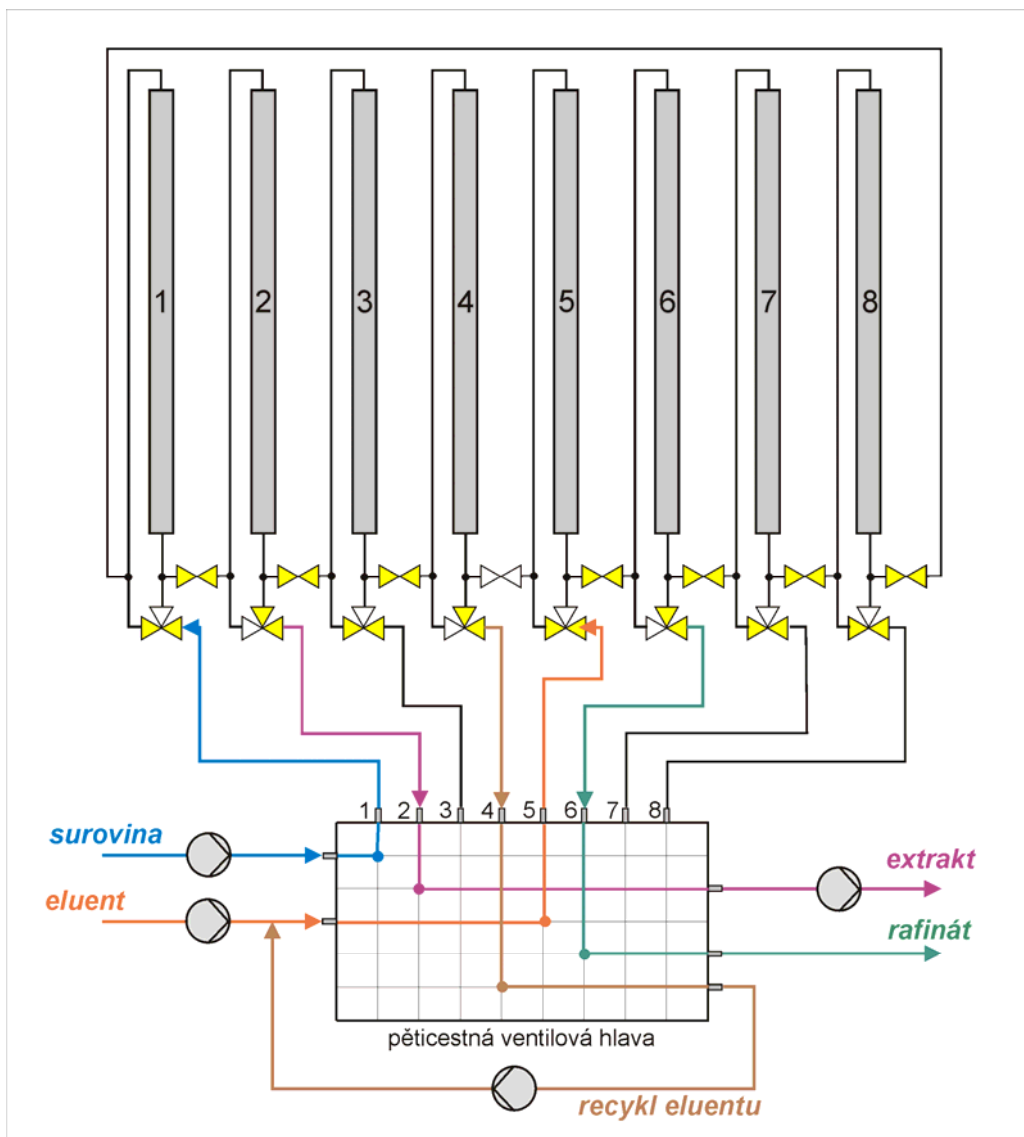 1 2 3 4 5 6 7 8
1 2 3 4 5 6 7 8
surovina
extrakt
eluent
rafinát
pěticestná ventilová hlava
recykl eluentu